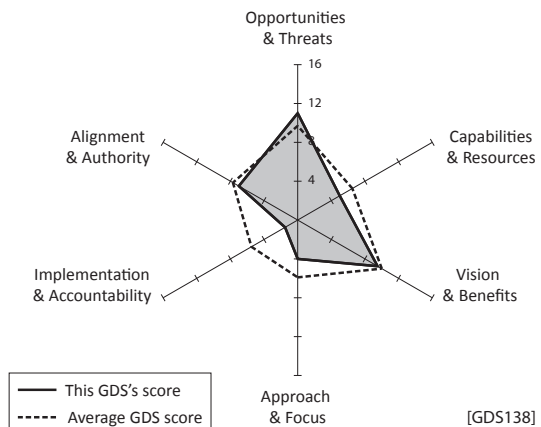 Opportunities
& Threats
16
12
8
4
Alignment
& Authority
Capabilities
& Resources
Implementation
& Accountability
Vision
& Benefits
Approach
& Focus
This GDS's score
Average GDS score
[GDS138]